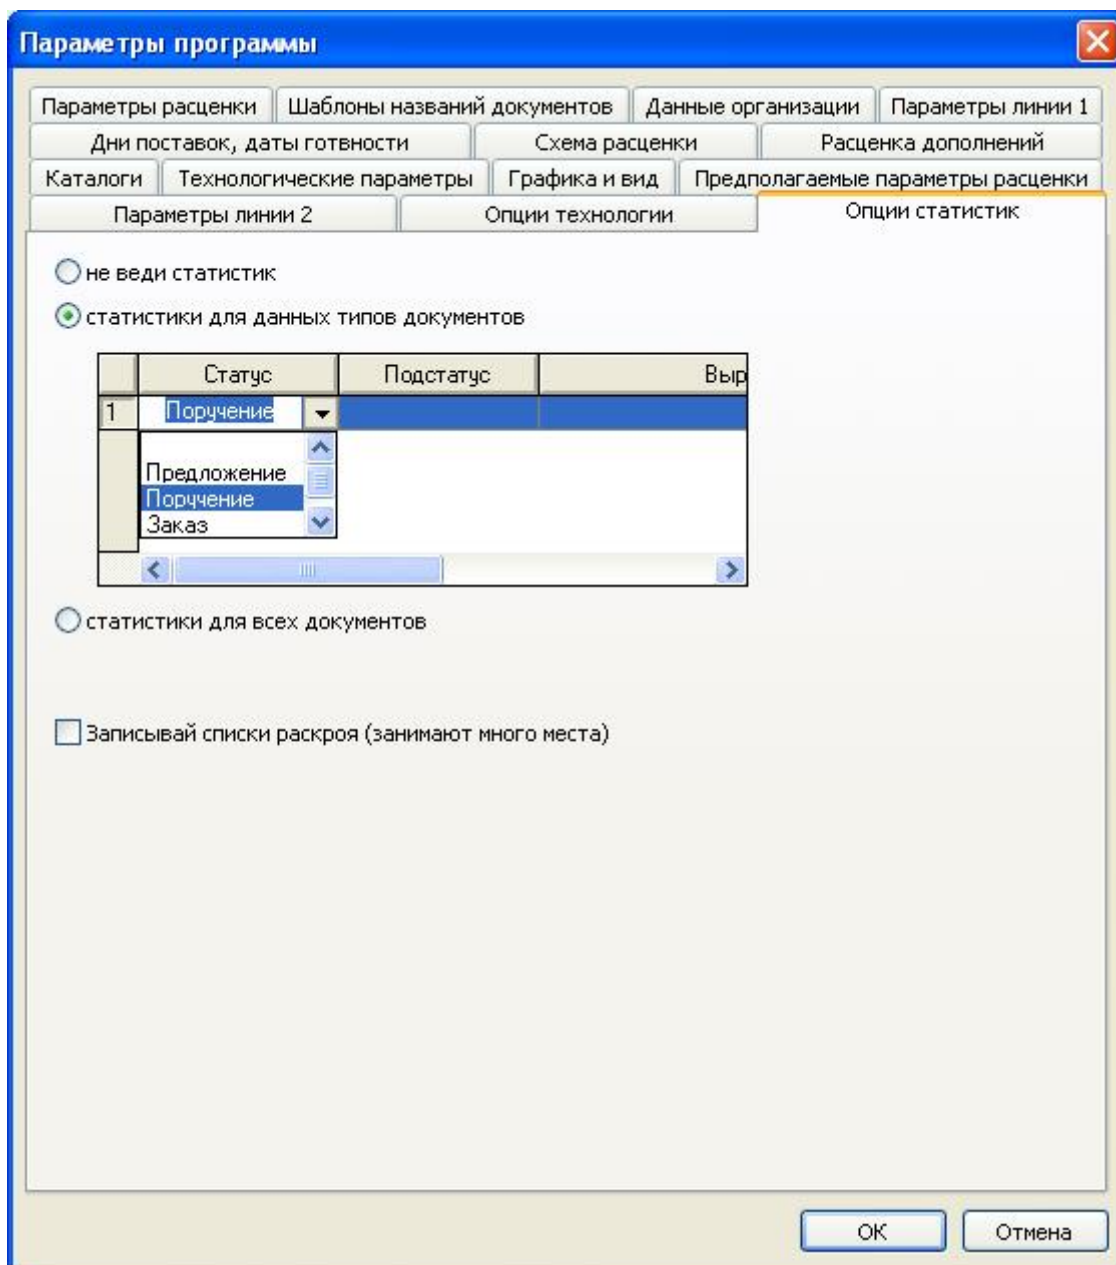 Параметры программы
Параметры расценки Шаблоны названий документов Данные организации Параметры линии 1
Дни поставок, даты готвности Схема расценки Расценка дополнений
Каталоги Технологические параметры Графика и вид Предполагаемые параметры расценки
Параметры линии 2 Опции технологии Опции статистик
не веди статистик
статистики для данных типов документов
Статус Подстатус Выр
1 Поручение
Предложение
Поручение
Заказ
статистики для всех документов
Записывай списки раскроя (занимают много места)
OK Отмена